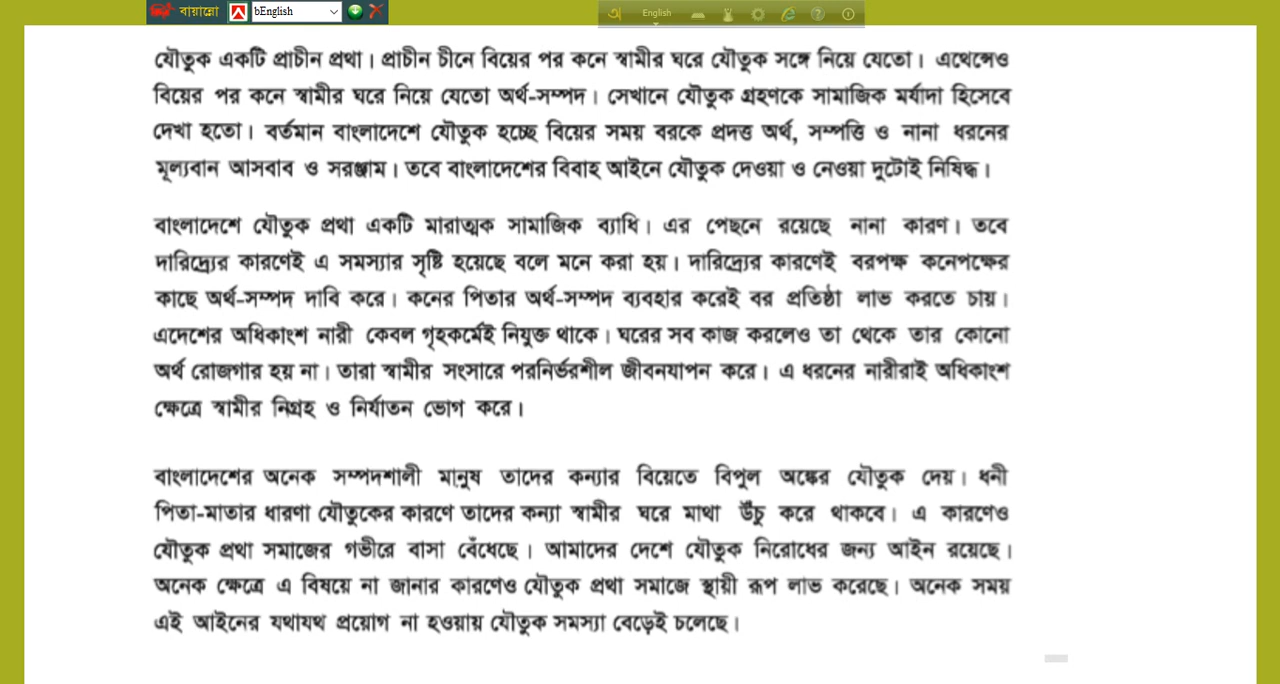 বায়ান্নো bEnglish English
যৌতুক একটি প্রাচীন প্রথা। প্রাচীন চীনে বিয়ের পর কনে স্বামীর ঘরে যৌতুক সঙ্গে নিয়ে যেতো। এথেন্সেও
বিয়ের পর কনে স্বামীর ঘরে নিয়ে যেতো অর্থ-সম্পদ। সেখানে যৌতুক গ্রহণকে সামাজিক মর্যাদা হিসেবে
দেখা হতো। বর্তমান বাংলাদেশে যৌতুক হচ্ছে বিয়ের সময় বরকে প্রদত্ত অর্থ, সম্পত্তি ও নানা ধরনের
মূল্যবান আসবাব ও সরঞ্জাম। তবে বাংলাদেশের বিবাহ আইনে যৌতুক দেওয়া ও নেওয়া দুটোই নিষিদ্ধ।
বাংলাদেশে যৌতুক প্রথা একটি মারাত্মক সামাজিক ব্যাধি। এর পেছনে রয়েছে নানা কারণ। তবে
দারিদ্র্যের কারণেই এ সমস্যার সৃষ্টি হয়েছে বলে মনে করা হয়। দারিদ্র্যের কারণেই বরপক্ষ কনেপক্ষের
কাছে অর্থ-সম্পদ দাবি করে। কনের পিতার অর্থ-সম্পদ ব্যবহার করেই বর প্রতিষ্ঠা লাভ করতে চায়।
এদেশের অধিকাংশ নারী কেবল গৃহকর্মেই নিযুক্ত থাকে। ঘরের সব কাজ করলেও তা থেকে তার কোনো
অর্থ রোজগার হয় না। তারা স্বামীর সংসারে পরনির্ভরশীল জীবনযাপন করে। এ ধরনের নারীরাই অধিকাংশ
ক্ষেত্রে স্বামীর নিগ্রহ ও নির্যাতন ভোগ করে।
বাংলাদেশের অনেক সম্পদশালী মানুষ তাদের কন্যার বিয়েতে বিপুল অঙ্কের যৌতুক দেয়। ধনী
পিতা-মাতার ধারণা যৌতুকের কারণে তাদের কন্যা স্বামীর ঘরে মাথা উঁচু করে থাকবে। এ কারণেও
যৌতুক প্রথা সমাজের গভীরে বাসা বেঁধেছে। আমাদের দেশে যৌতুক নিরোধের জন্য আইন রয়েছে।
অনেক ক্ষেত্রে এ বিষয়ে না জানার কারণেও যৌতুক প্রথা সমাজে স্থায়ী রূপ লাভ করেছে। অনেক সময়
এই আইনের যথাযথ প্রয়োগ না হওয়ায় যৌতুক সমস্যা বেড়েই চলেছে।